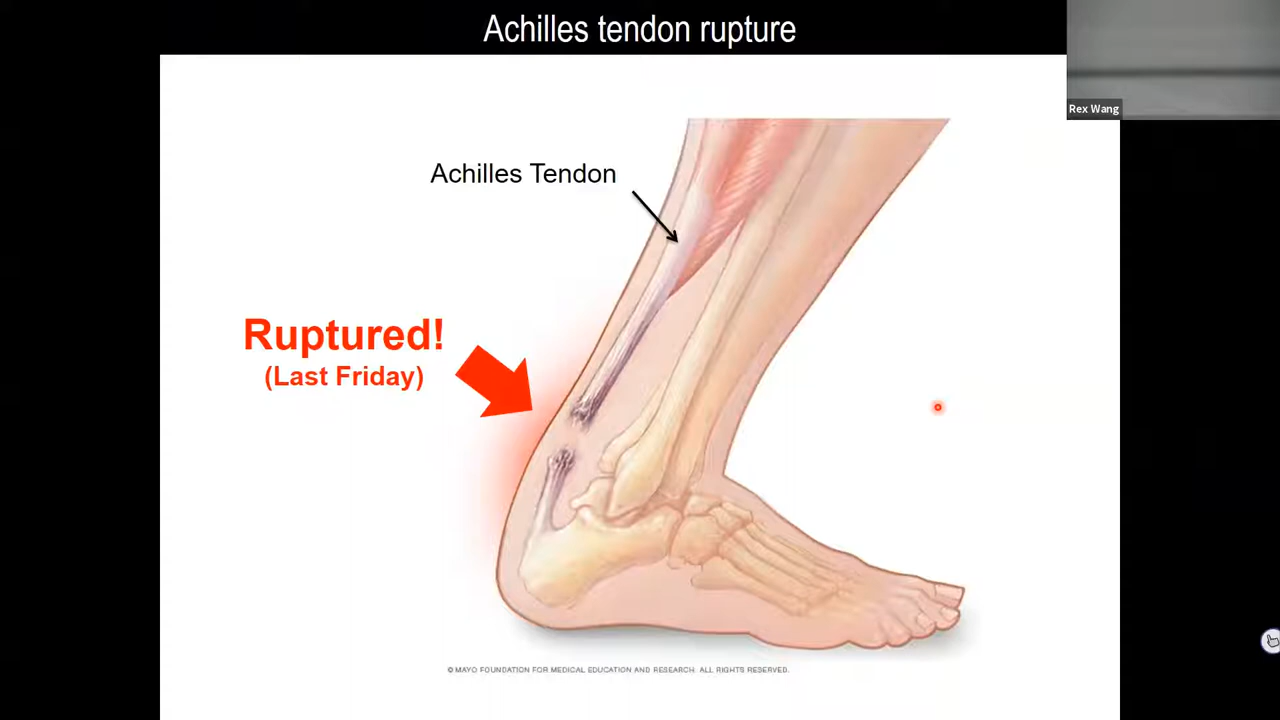 Achilles tendon rupture
Rex Wang
Achilles Tendon
Ruptured!
(Last Friday)
© MAYO FOUNDATION FOR MEDICAL EDUCATION AND RESEARCH. ALL RIGHTS RESERVED.